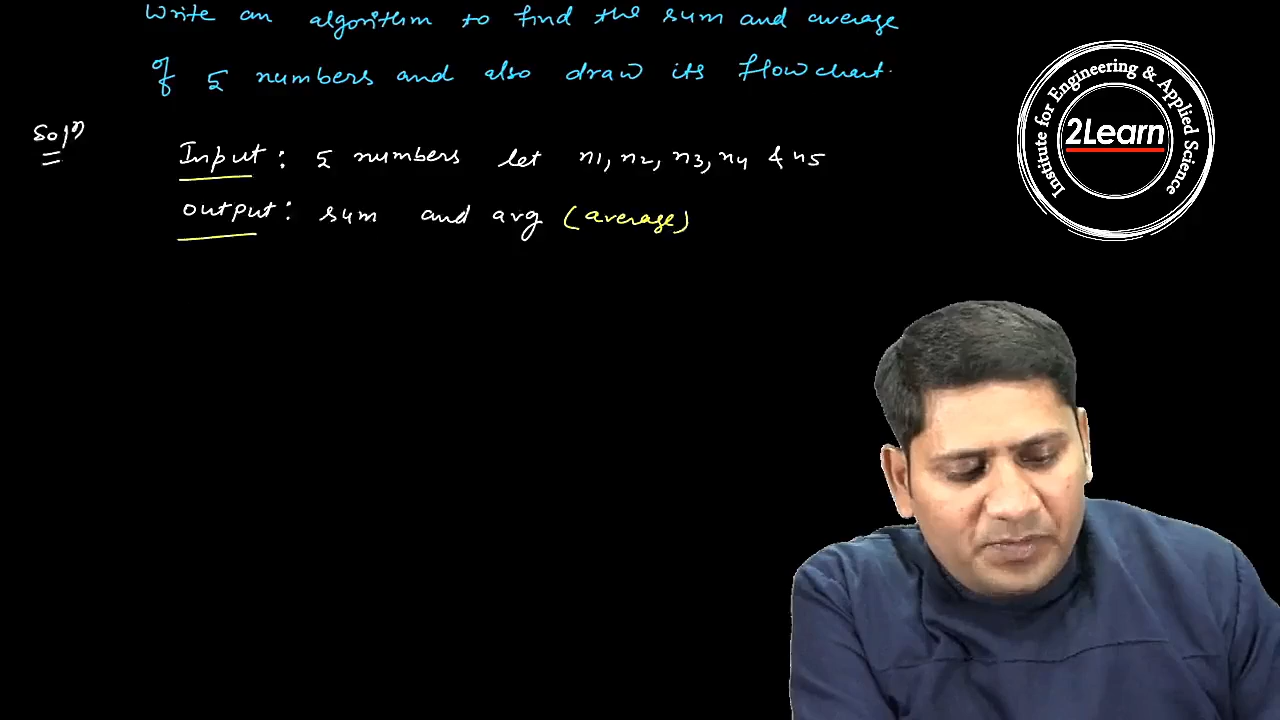 Write an algorithm to find the sum and average
of 5 numbers and also draw its flowchart.
Soln
Input : 5 numbers let n1, n2, n3, n4 & n5
Output : sum and avg (average)
Institute for Engineering & Applied Science
2Learn